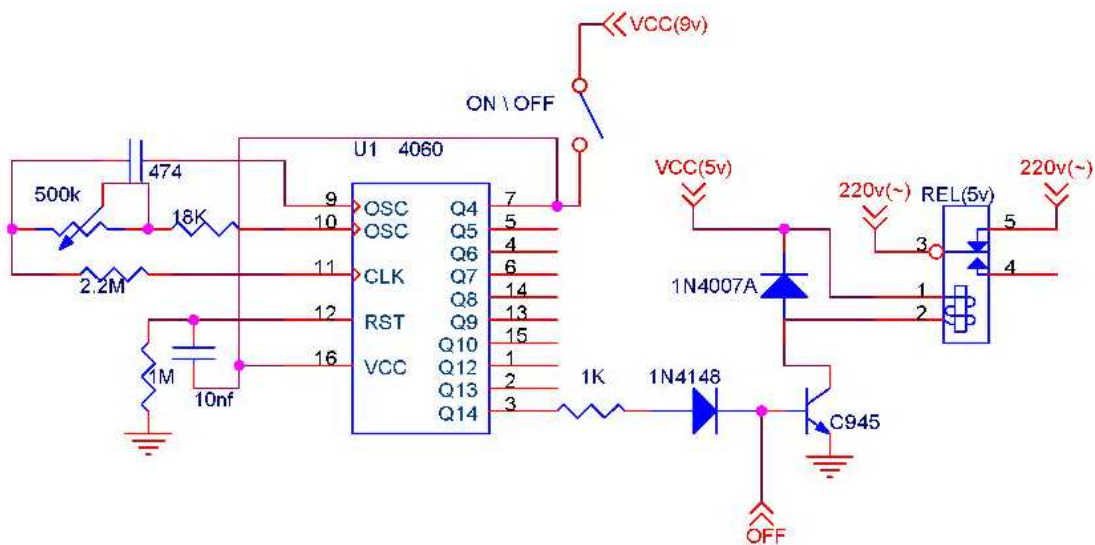 VCC(9v)
ON \ OFF
U1 4060
474
500k
18K
2.2M
9 OSC
10 OSC
11 CLK
12 RST
16 VCC
1M
10nf
Q4 7
Q5 5
Q6 4
Q7 6
Q8 14
Q9 13
Q10 15
Q12 1
Q13 2
Q14 3
1K
1N4148
VCC(5v)
1N4007A
C945
OFF
220v(~)
220v(~)
REL(5v)
3
5
4
1
2